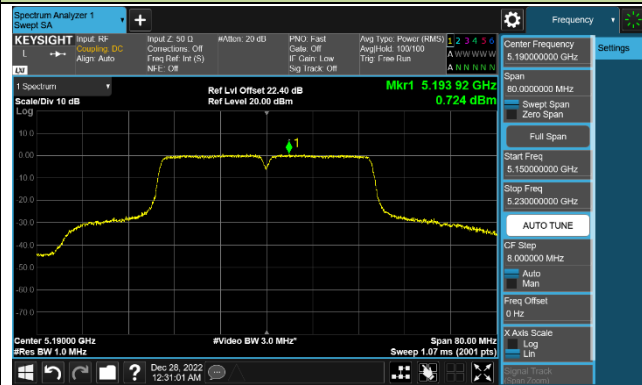 Spectrum Analyzer 1
Swept SA
Frequency
KEYSIGHT
L
LXI
Input: RF
Coupling: DC
Align: Auto
Input Z: 50 Ω
Corrections: Off
Freq Ref: Int (S)
NFE: Off
#Atten: 20 dB
PNO: Fast
Gate: Off
IF Gain: Low
Sig Track: Off
Avg Type: Power (RMS)
Avg|Hold: 100/100
Trig: Free Run
1 2 3 4 5 6
A W W W W W
A N N N N N
1 Spectrum
Scale/Div 10 dB
Log
Ref Lvl Offset 22.40 dB
Ref Level 20.00 dBm
Mkr1 5.193 92 GHz
0.724 dBm
1
10.0
0.00
-10.0
-20.0
-30.0
-40.0
-50.0
-60.0
-70.0
Center 5.19000 GHz
#Res BW 1.0 MHz
#Video BW 3.0 MHz*
Span 80.00 MHz
Sweep 1.07 ms (2001 pts)
Dec 28, 2022
12:31:01 AM
Settings
Center Frequency
5.190000000 GHz
Span
80.0000000 MHz
Swept Span
Zero Span
Full Span
Start Freq
5.150000000 GHz
Stop Freq
5.230000000 GHz
AUTO TUNE
CF Step
8.000000 MHz
Auto
Man
Freq Offset
0 Hz
X Axis Scale
Log
Lin
Signal Track
(Span Zoom)